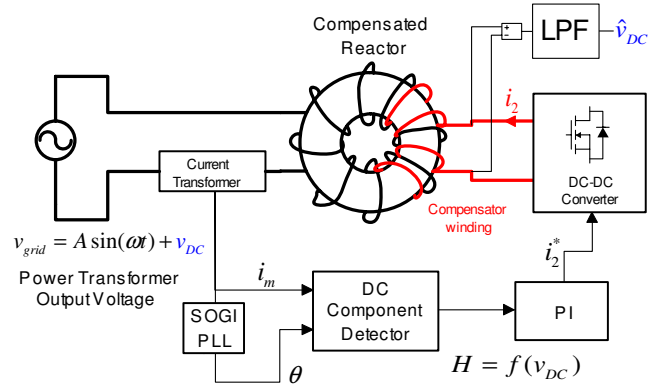 Compensated
Reactor
LPF
v̂_DC
i_2
Current
Transformer
DC-DC
Converter
Compensator
winding
v_grid = A sin(ωt) + v_DC
Power Transformer
Output Voltage
i_m
i_2^*
SOGI
PLL
DC
Component
Detector
PI
θ
H = f(v_DC)